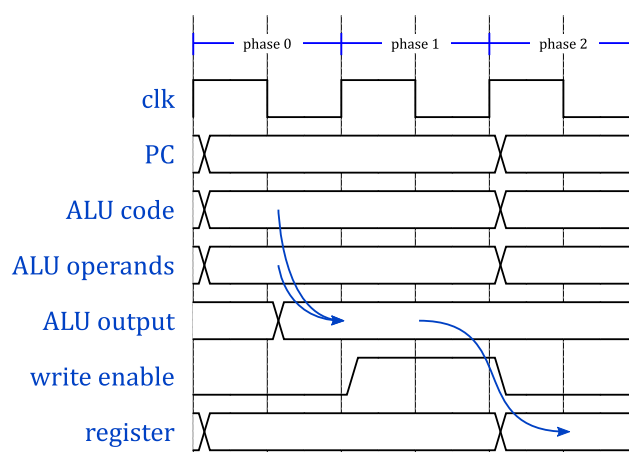 phase 0 phase 1 phase 2
clk
PC
ALU code
ALU operands
ALU output
write enable
register